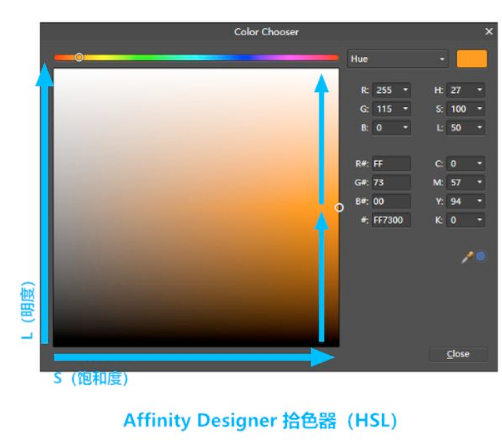 Color Chooser
Hue
R: 255 H: 27
G: 115 S: 100
B: 0 L: 50
R#: FF C: 0
G#: 73 M: 57
B#: 00 Y: 94
#: FF7300 K: 0
Close
L（明度）
S（饱和度）
Affinity Designer 拾色器（HSL）